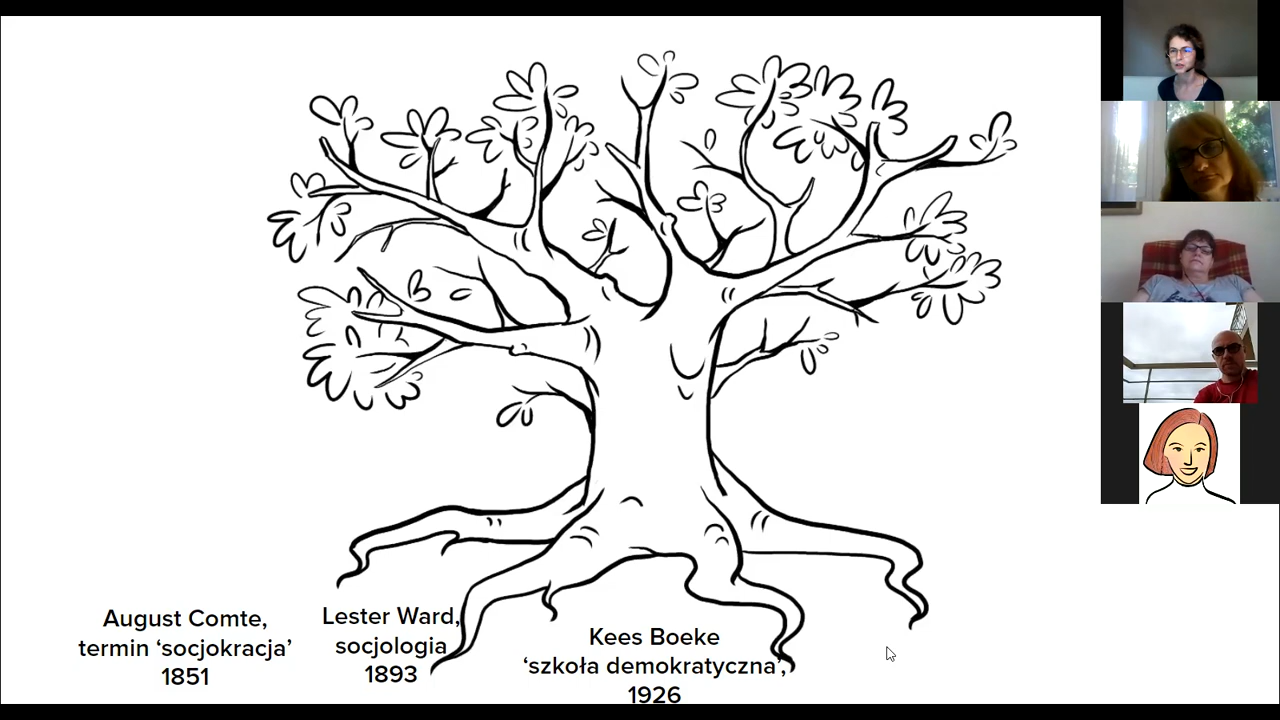 August Comte,
termin ‘socjokracja’
1851
Lester Ward,
socjologia
1893
Kees Boeke
‘szkoła demokratyczna’,
1926